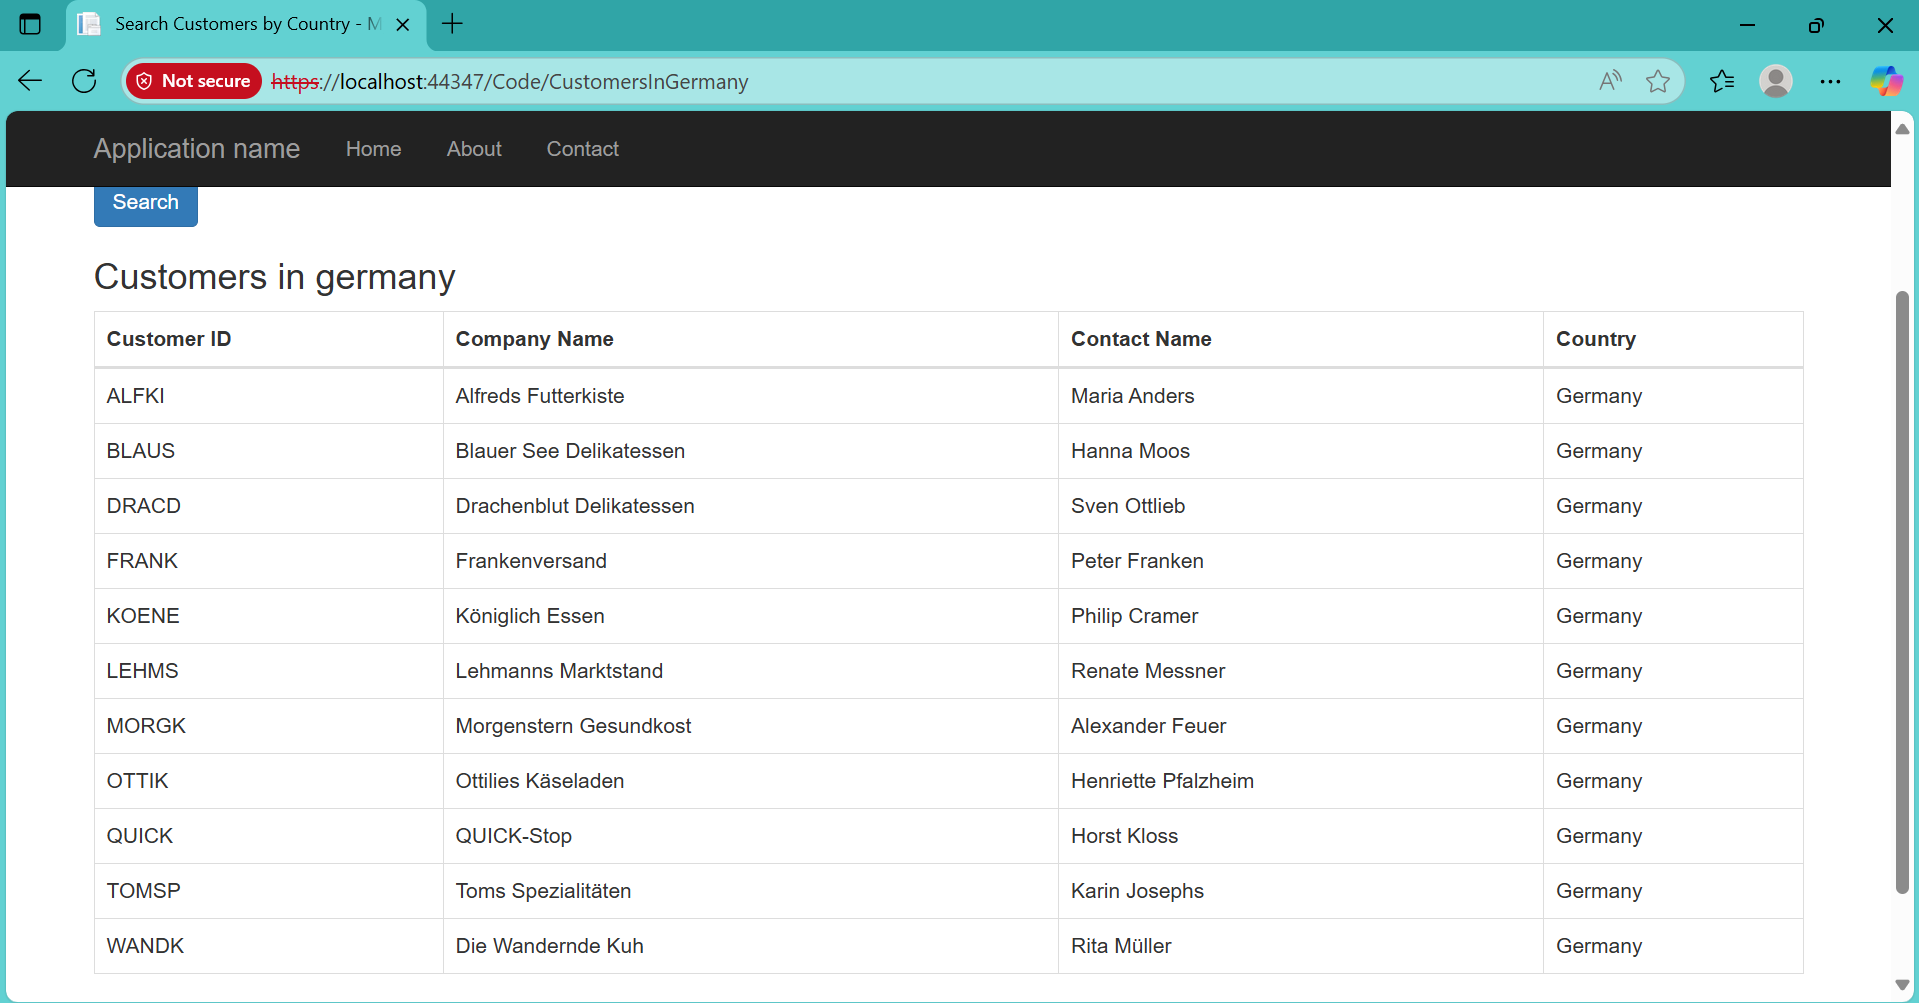 Search Customers by Country - M
Not secure https://localhost:44347/Code/CustomersInGermany
Application name Home About Contact
Search
Customers in germany
Customer ID Company Name Contact Name Country
ALFKI Alfreds Futterkiste Maria Anders Germany
BLAUS Blauer See Delikatessen Hanna Moos Germany
DRACD Drachenblut Delikatessen Sven Ottlieb Germany
FRANK Frankenversand Peter Franken Germany
KOENE Königlich Essen Philip Cramer Germany
LEHMS Lehmanns Marktstand Renate Messner Germany
MORGK Morgenstern Gesundkost Alexander Feuer Germany
OTTIK Ottilies Käseladen Henriette Pfalzheim Germany
QUICK QUICK-Stop Horst Kloss Germany
TOMSP Toms Spezialitäten Karin Josephs Germany
WANDK Die Wandernde Kuh Rita Müller Germany